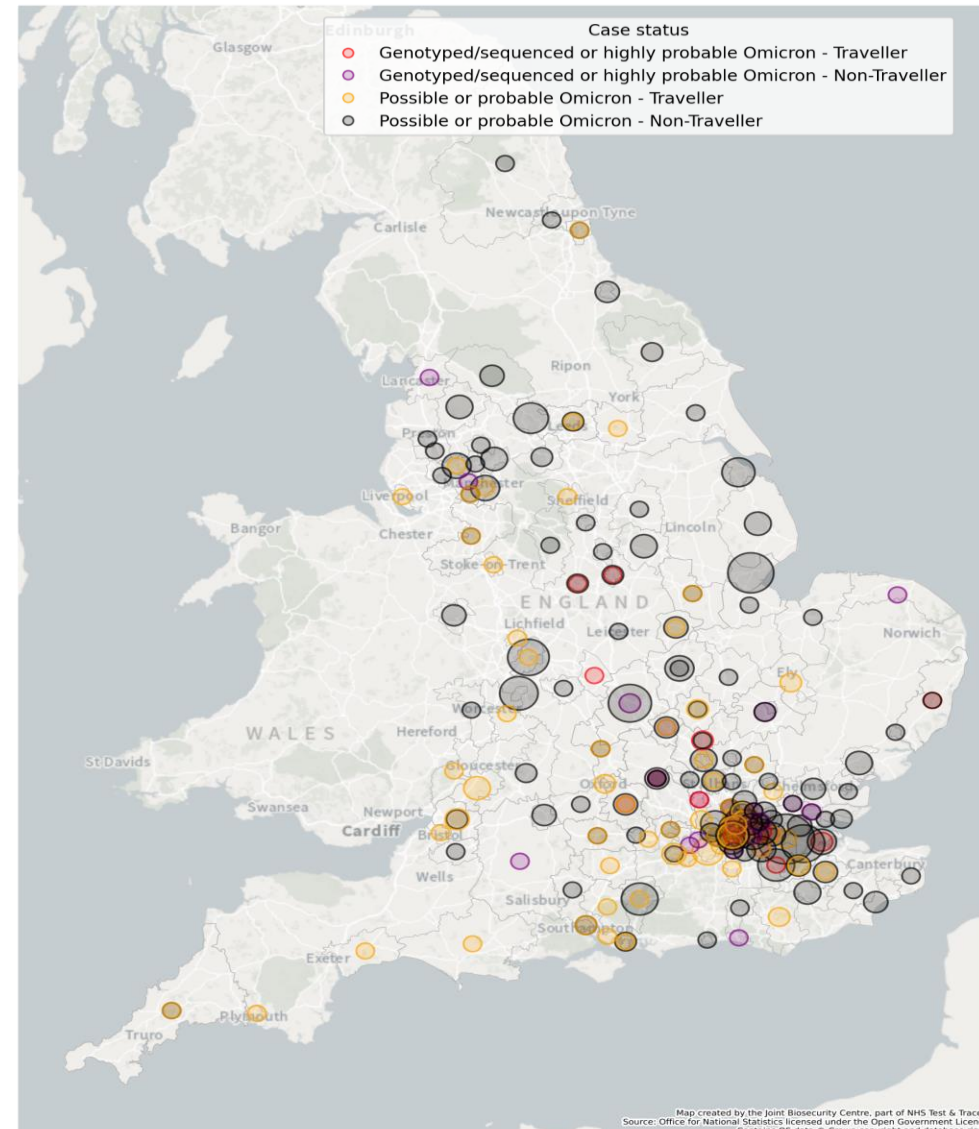 Edinburgh
Glasgow
Case status
Genotyped/sequenced or highly probable Omicron - Traveller
Genotyped/sequenced or highly probable Omicron - Non-Traveller
Possible or probable Omicron - Traveller
Possible or probable Omicron - Non-Traveller
Newcastle upon Tyne
Carlisle
Ripon
Lancaster
York
Preston
Leeds
Manchester
Liverpool
Sheffield
Bangor
Chester
Lincoln
Stoke-on-Trent
ENGLAND
Lichfield
Leicester
Norwich
Ely
Worcester
WALES
Hereford
St Davids
Gloucester
Oxford
St Albans
Chelmsford
Swansea
Newport
Cardiff
Bristol
Canterbury
Wells
Salisbury
Southampton
Exeter
Plymouth
Truro
Map created by the Joint Biosecurity Centre, part of NHS Test & Trace
Source: Office for National Statistics licensed under the Open Government Licen